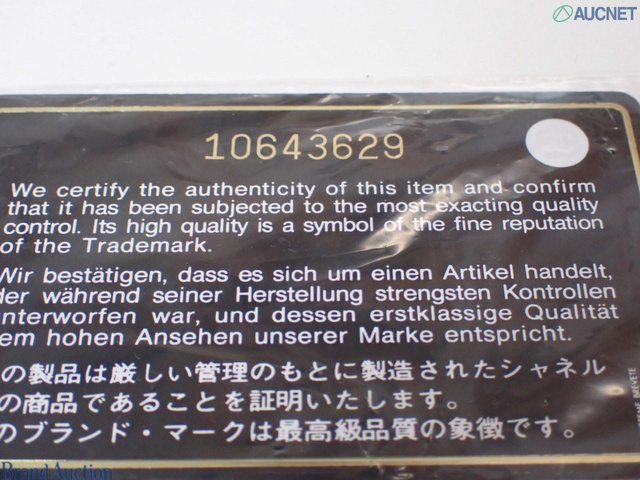 AUCNET
10643629
We certify the authenticity of this item and confirm
that it has been subjected to the most exacting quality
control. Its high quality is a symbol of the fine reputation
of the Trademark.
Wir bestätigen, dass es sich um einen Artikel handelt,
der während seiner Herstellung strengsten Kontrollen
unterworfen war, und dessen erstklassige Qualität
em hohen Ansehen unserer Marke entspricht.
の製品は厳しい管理のもとに製造されたシャネル
の商品であることを証明いたします。
のブランド・マークは最高級品質の象徴です。
BREVETE
Brand Auction